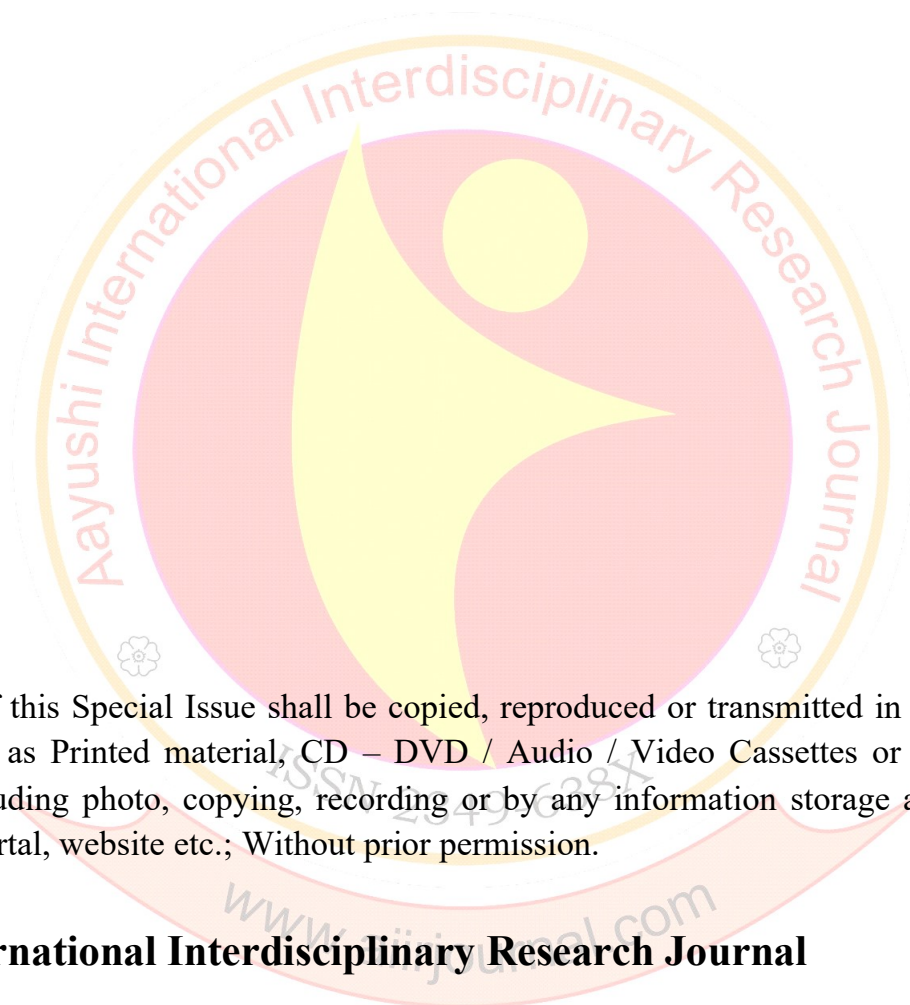 Aayushi International Interdisciplinary Research Journal
f this Special Issue shall be copied, reproduced or transmitted in
as Printed material, CD – DVD / Audio / Video Cassettes or
uding photo, copying, recording or by any information storage a
rtal, website etc.; Without prior permission.
ISSN 2349-638X
www.aiirjournal.com
rnational Interdisciplinary Research Journal